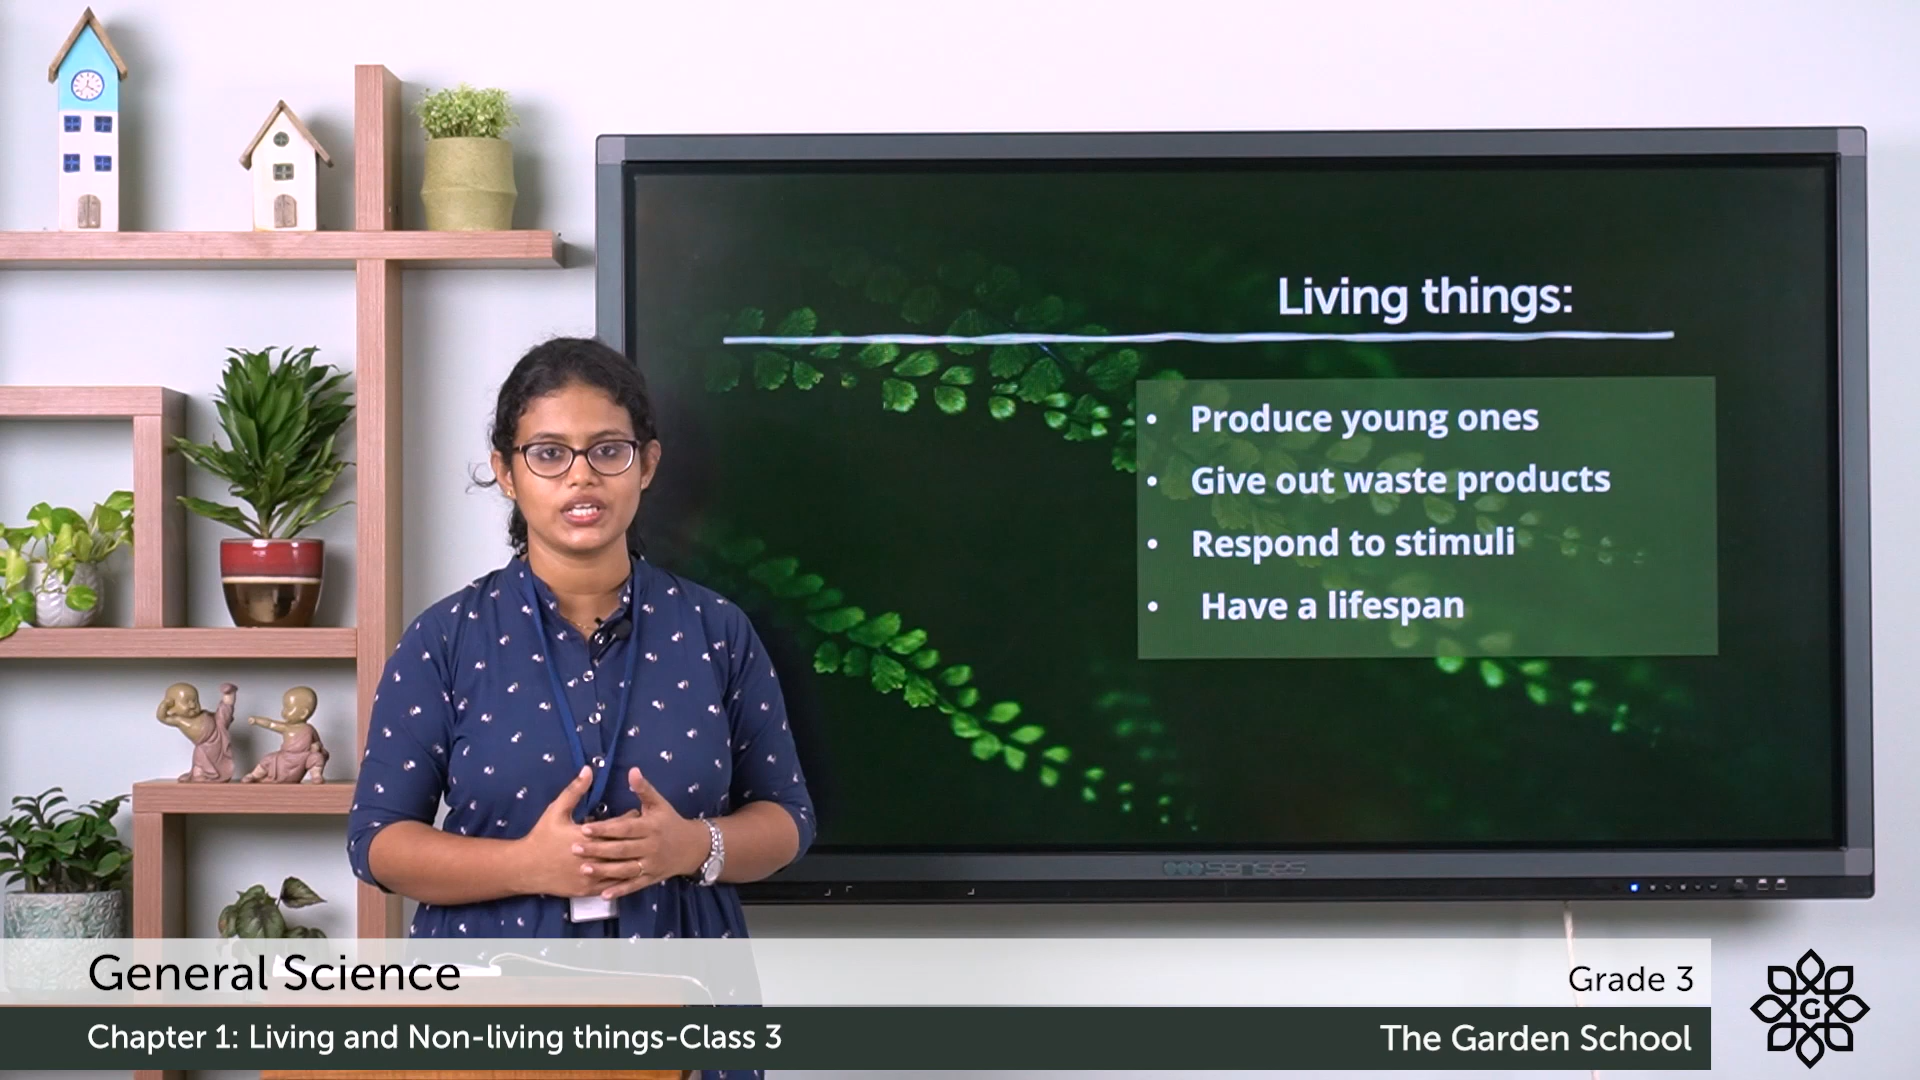 Living things:
• Produce young ones
• Give out waste products
• Respond to stimuli
• Have a lifespan
senses
General Science
Grade 3
Chapter 1: Living and Non-living things-Class 3
The Garden School
G